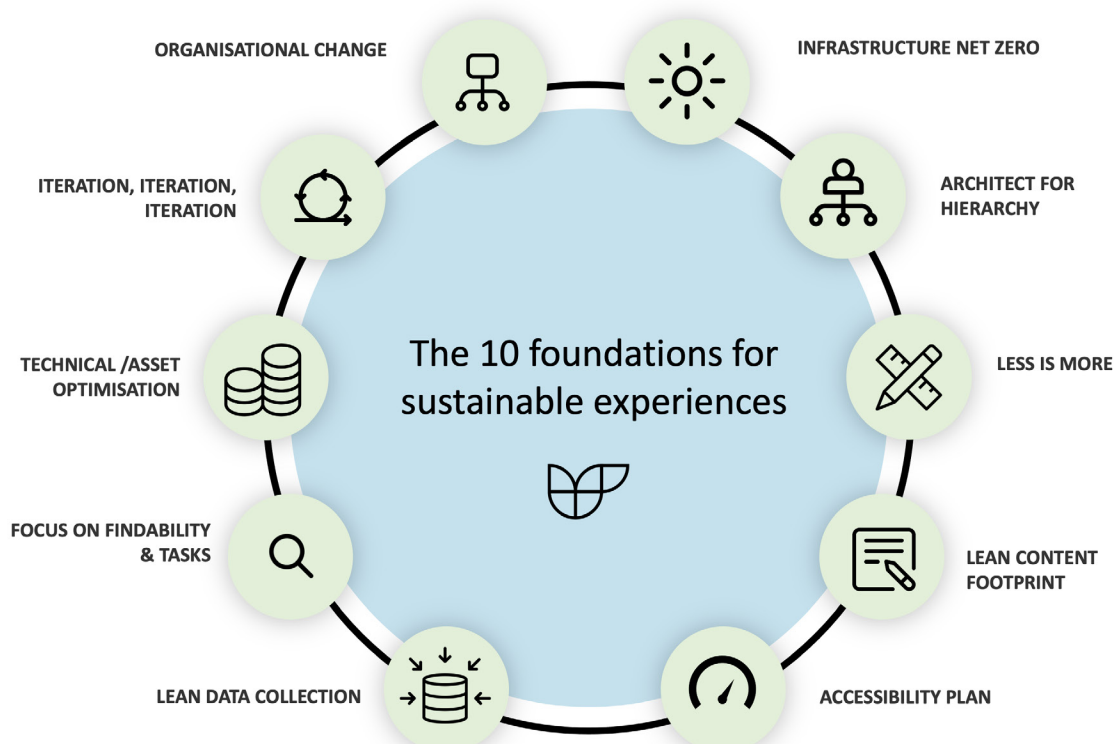 ORGANISATIONAL CHANGE
INFRASTRUCTURE NET ZERO
ITERATION, ITERATION,
ITERATION
ARCHITECT FOR
HIERARCHY
TECHNICAL /ASSET
OPTIMISATION
The 10 foundations for
sustainable experiences
LESS IS MORE
FOCUS ON FINDABILITY
& TASKS
LEAN CONTENT
FOOTPRINT
LEAN DATA COLLECTION
ACCESSIBILITY PLAN